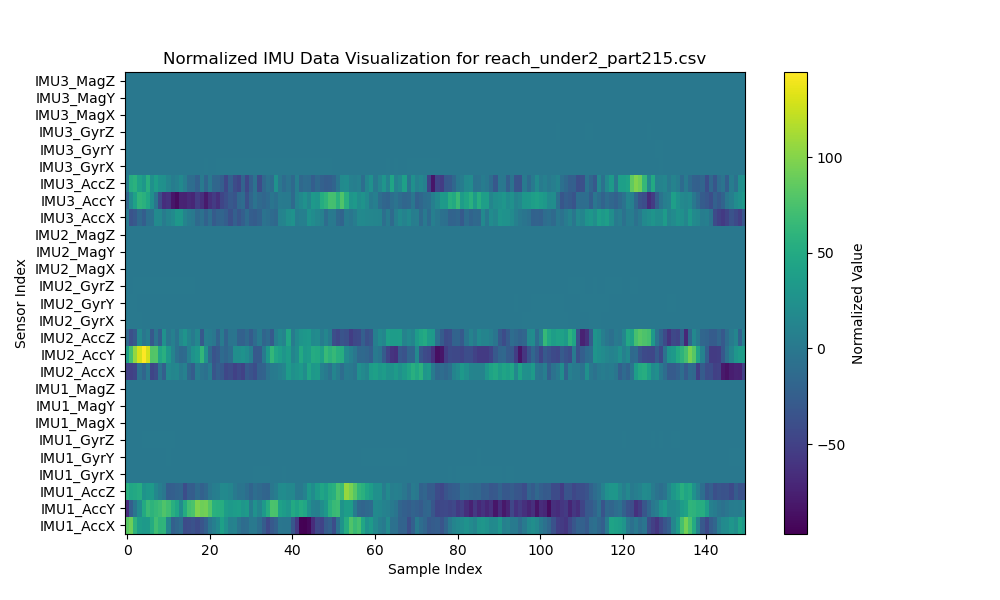 Normalized IMU Data Visualization for reach_under2_part215.csv
Sensor Index
IMU3_MagZ
IMU3_MagY
IMU3_MagX
IMU3_GyrZ
IMU3_GyrY
IMU3_GyrX
IMU3_AccZ
IMU3_AccY
IMU3_AccX
IMU2_MagZ
IMU2_MagY
IMU2_MagX
IMU2_GyrZ
IMU2_GyrY
IMU2_GyrX
IMU2_AccZ
IMU2_AccY
IMU2_AccX
IMU1_MagZ
IMU1_MagY
IMU1_MagX
IMU1_GyrZ
IMU1_GyrY
IMU1_GyrX
IMU1_AccZ
IMU1_AccY
IMU1_AccX
0 20 40 60 80 100 120 140
Sample Index
100
50
0
−50
Normalized Value